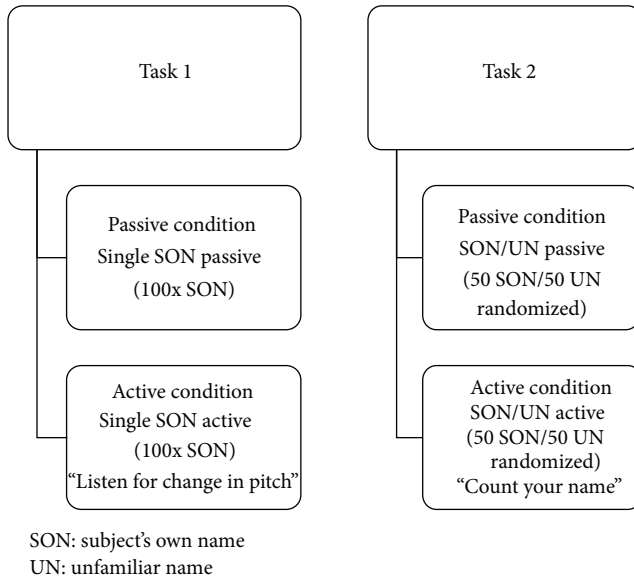 Task 1
Passive condition
Single SON passive
(100x SON)
Active condition
Single SON active
(100x SON)
“Listen for change in pitch”
Task 2
Passive condition
SON/UN passive
(50 SON/50 UN
randomized)
Active condition
SON/UN active
(50 SON/50 UN
randomized)
“Count your name”
SON: subject’s own name
UN: unfamiliar name